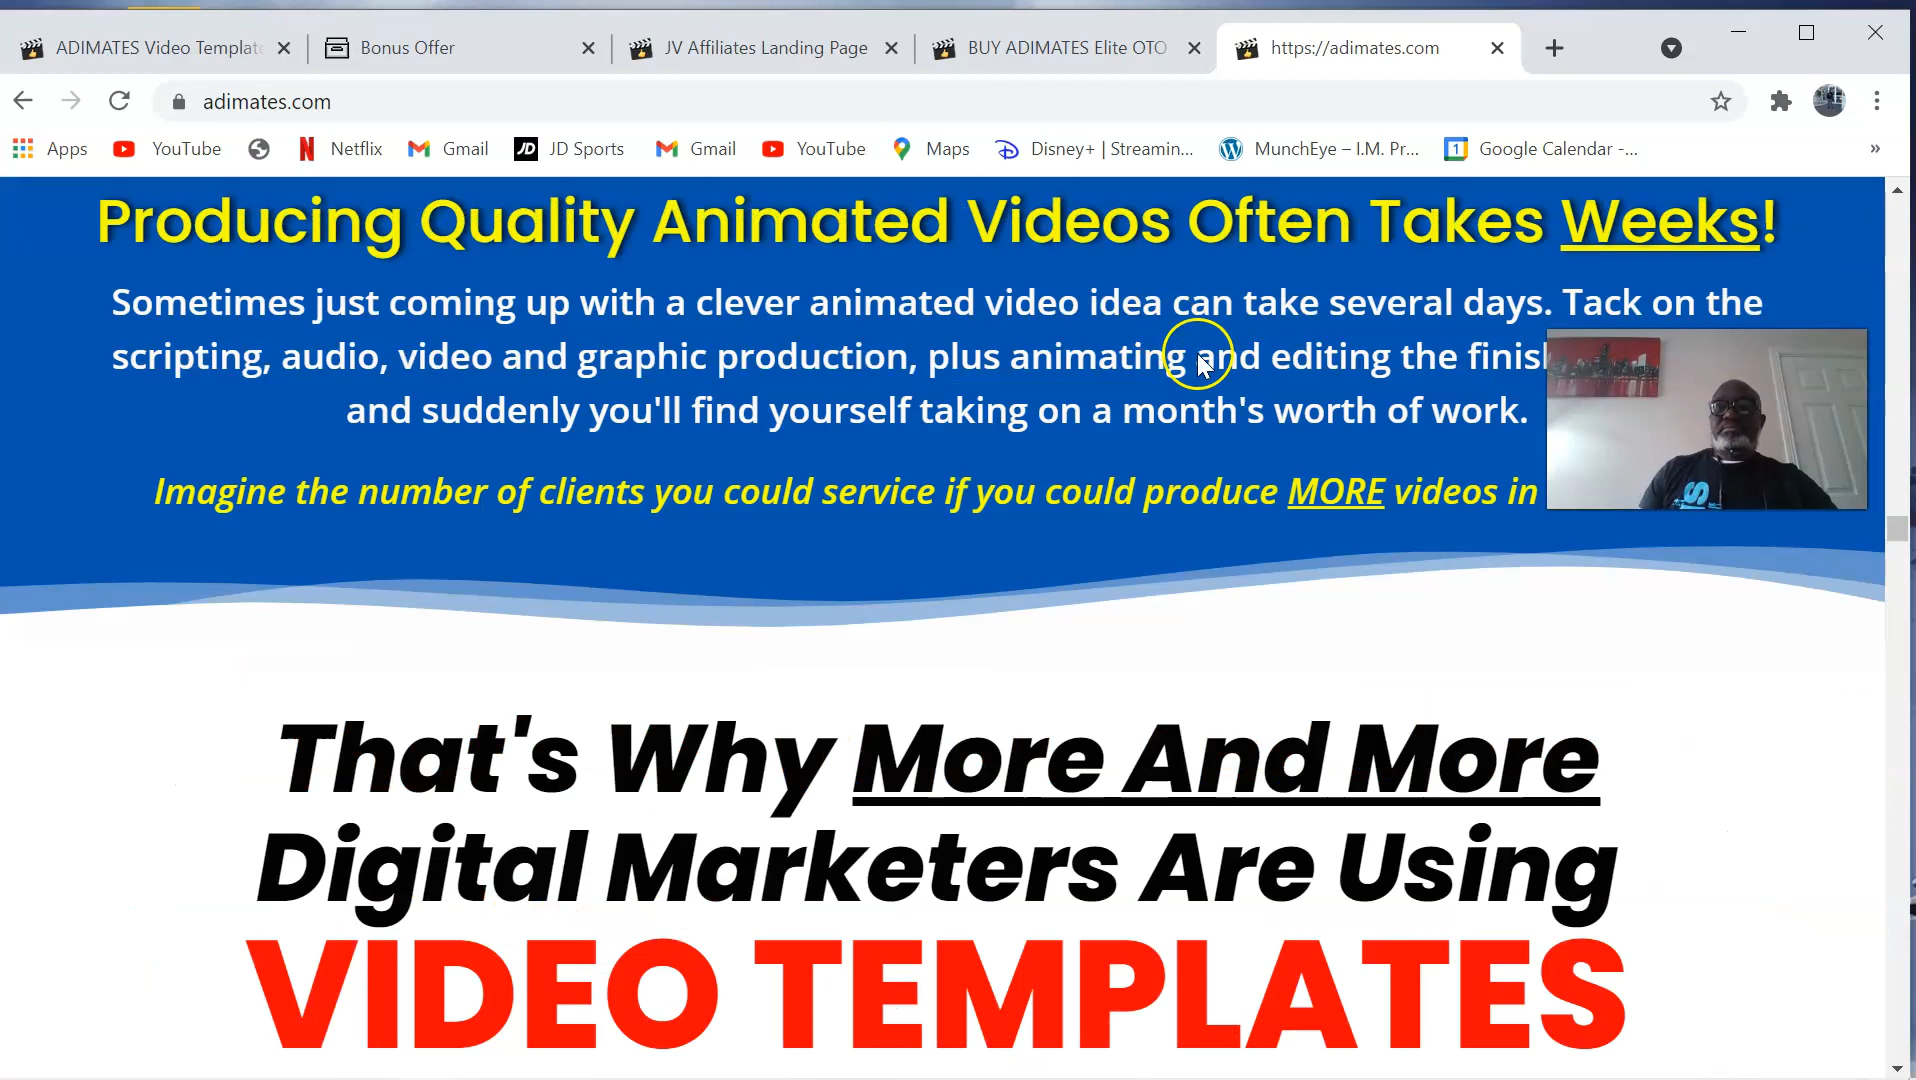 ADIMATES Video Templat
Bonus Offer
JV Affiliates Landing Page
BUY ADIMATES Elite OTO
https://adimates.com
adimates.com
Apps
YouTube
Netflix
Gmail
JD
JD Sports
Gmail
YouTube
Maps
Disney+ | Streamin...
MunchEye – I.M. Pr...
1
Google Calendar -...
»
Producing Quality Animated Videos Often Takes Weeks!
Sometimes just coming up with a clever animated video idea can take several days. Tack on the
scripting, audio, video and graphic production, plus animating and editing the finis
and suddenly you'll find yourself taking on a month's worth of work.
Imagine the number of clients you could service if you could produce MORE videos in
That's Why More And More
Digital Marketers Are Using
VIDEO TEMPLATES